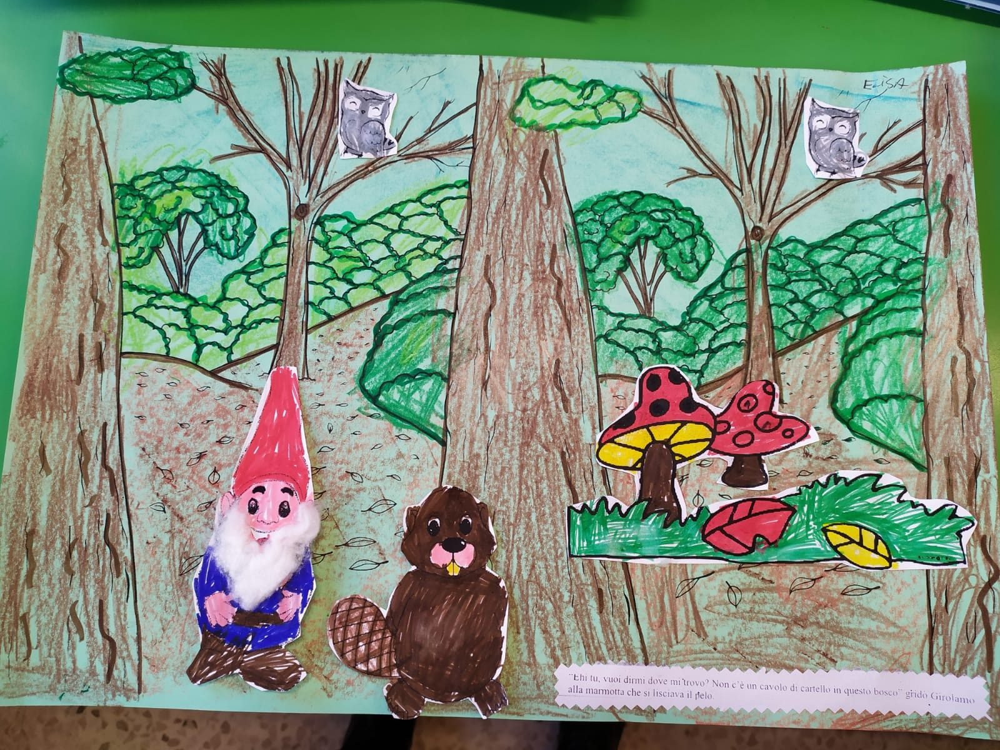 ELiSA
"Ehi tu, vuoi dirmi dove mi trovo? Non c'è un cavolo di cartello in questo bosco" gridò Girolamo
alla marmotta che si lisciava il pelo.